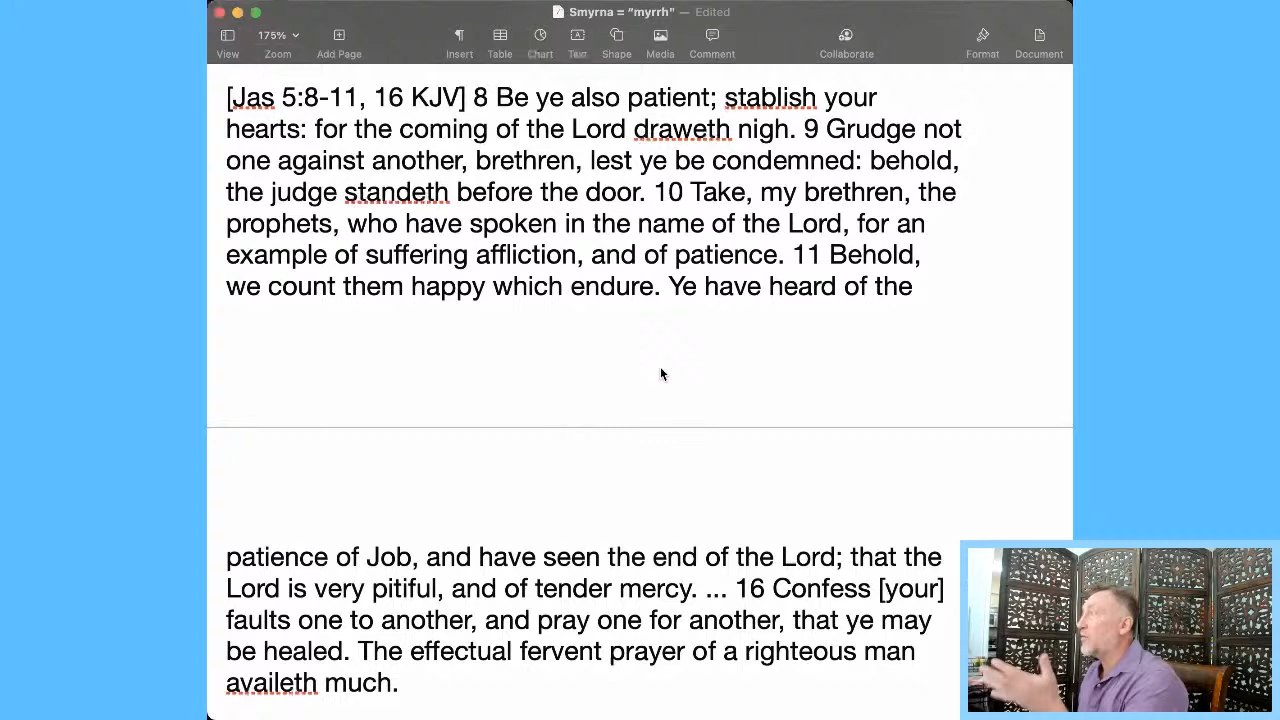 Smyrna = "myrrh" — Edited
175%
View Zoom Add Page Insert Table Chart Text Shape Media Comment Collaborate Format Document
[Jas 5:8-11, 16 KJV] 8 Be ye also patient; stablish your
hearts: for the coming of the Lord draweth nigh. 9 Grudge not
one against another, brethren, lest ye be condemned: behold,
the judge standeth before the door. 10 Take, my brethren, the
prophets, who have spoken in the name of the Lord, for an
example of suffering affliction, and of patience. 11 Behold,
we count them happy which endure. Ye have heard of the
patience of Job, and have seen the end of the Lord; that the
Lord is very pitiful, and of tender mercy. ... 16 Confess [your]
faults one to another, and pray one for another, that ye may
be healed. The effectual fervent prayer of a righteous man
availeth much.